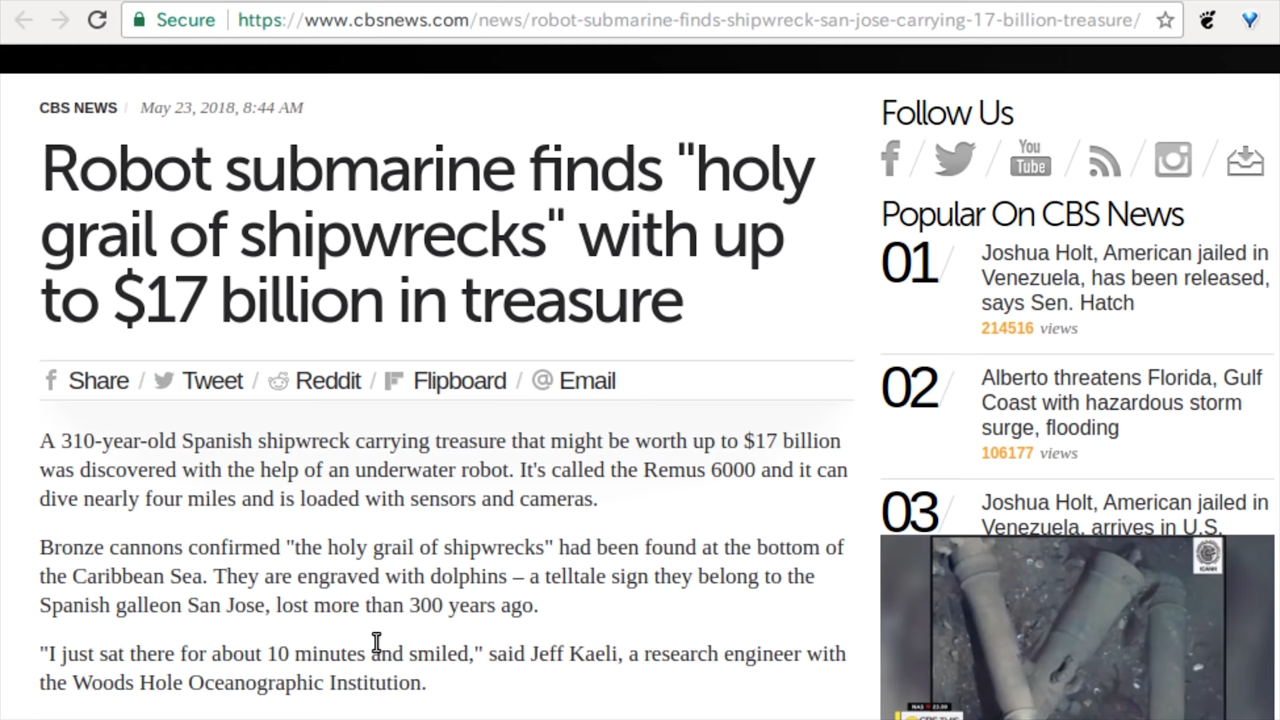 Secure
https://www.cbsnews.com/news/robot-submarine-finds-shipwreck-san-jose-carrying-17-billion-treasure/
CBS NEWS / May 23, 2018, 8:44 AM
Robot submarine finds "holy
grail of shipwrecks" with up
to $17 billion in treasure
Share / Tweet / Reddit / Flipboard / @ Email
A 310-year-old Spanish shipwreck carrying treasure that might be worth up to $17 billion
was discovered with the help of an underwater robot. It's called the Remus 6000 and it can
dive nearly four miles and is loaded with sensors and cameras.
Bronze cannons confirmed "the holy grail of shipwrecks" had been found at the bottom of
the Caribbean Sea. They are engraved with dolphins – a telltale sign they belong to the
Spanish galleon San Jose, lost more than 300 years ago.
"I just sat there for about 10 minutes and smiled," said Jeff Kaeli, a research engineer with
the Woods Hole Oceanographic Institution.
Follow Us
You
Tube
Popular On CBS News
01
Joshua Holt, American jailed in
Venezuela, has been released,
says Sen. Hatch
214516 views
02
Alberto threatens Florida, Gulf
Coast with hazardous storm
surge, flooding
106177 views
03
Joshua Holt, American jailed in
Venezuela, arrives in U.S.
ICANH
CBS THIS